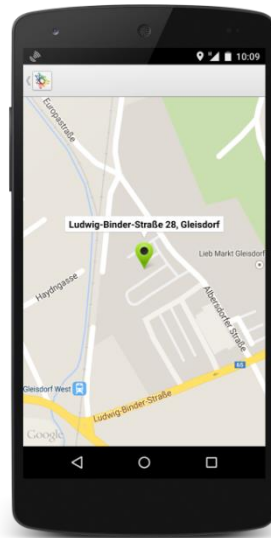 10:09
Europastraße
Ludwig-Binder-Straße 28, Gleisdorf
Lieb Markt Gleisdorf
Haydngasse
Albersdorfer Straße
65
Gleisdorf West
Ludwig-Binder-Straße
Google